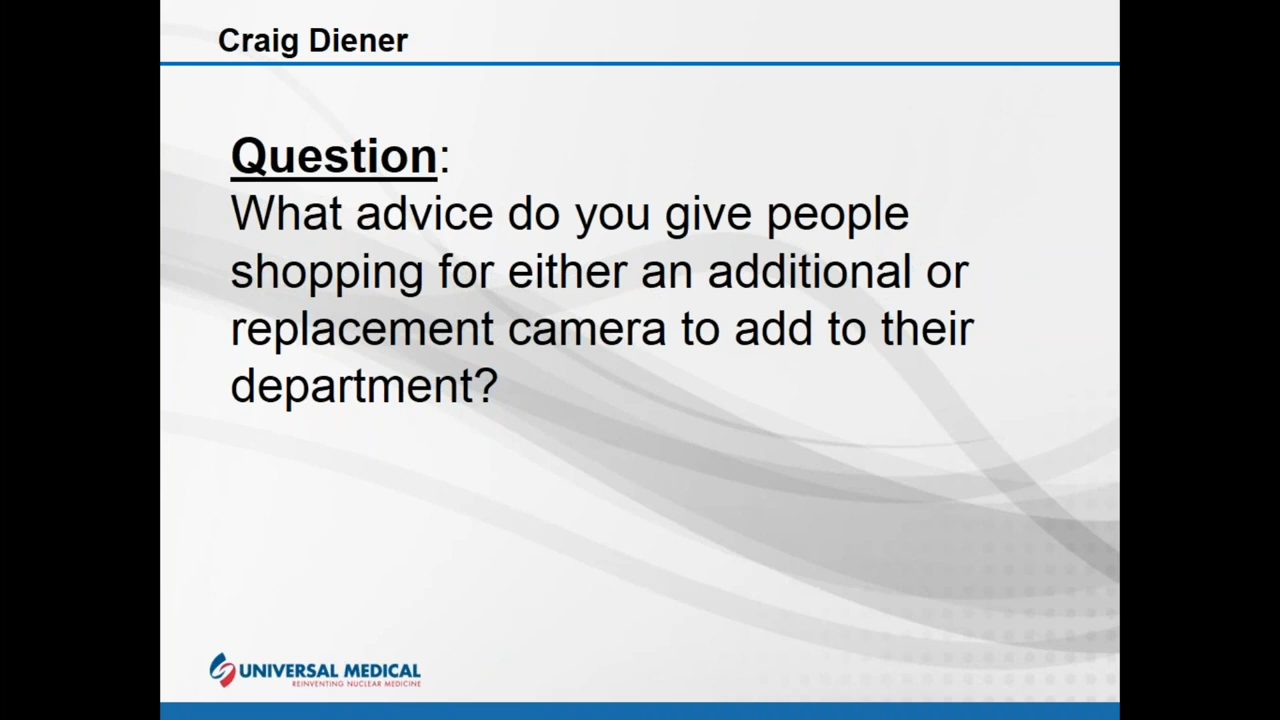 Craig Diener
Question:
What advice do you give people
shopping for either an additional or
replacement camera to add to their
department?
UNIVERSAL MEDICAL
REINVENTING NUCLEAR MEDICINE